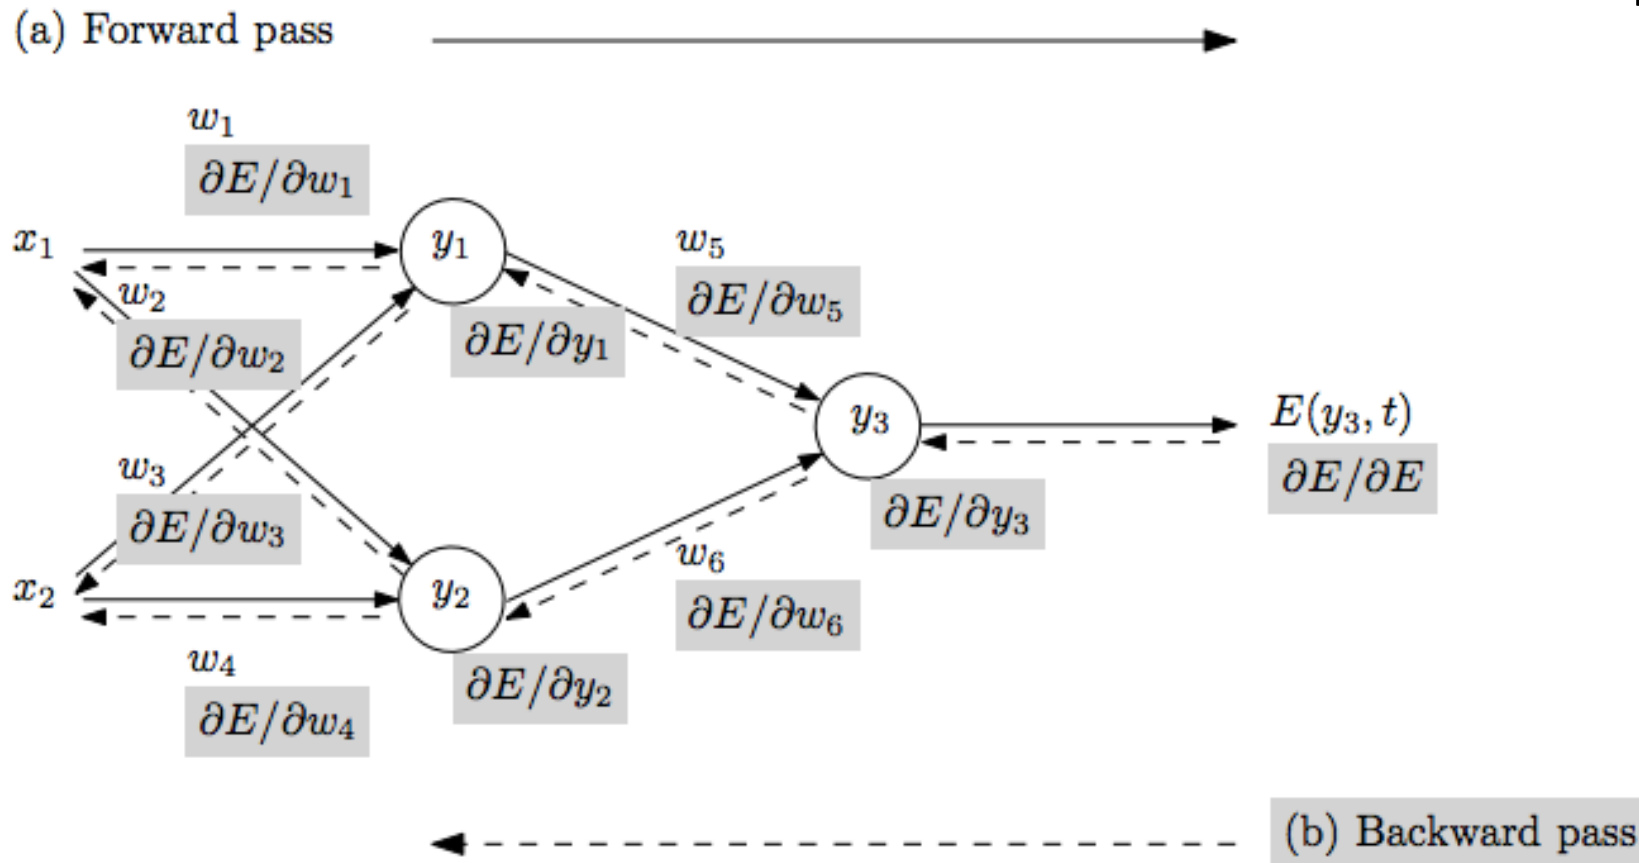 (a) Forward pass
w₁
∂E/∂w₁
x₁
y₁
w₅
∂E/∂w₅
w₂
∂E/∂w₂
∂E/∂y₁
y₃
E(y₃, t)
∂E/∂E
w₃
∂E/∂w₃
∂E/∂y₃
x₂
y₂
w₆
∂E/∂w₆
w₄
∂E/∂w₄
∂E/∂y₂
(b) Backward pass